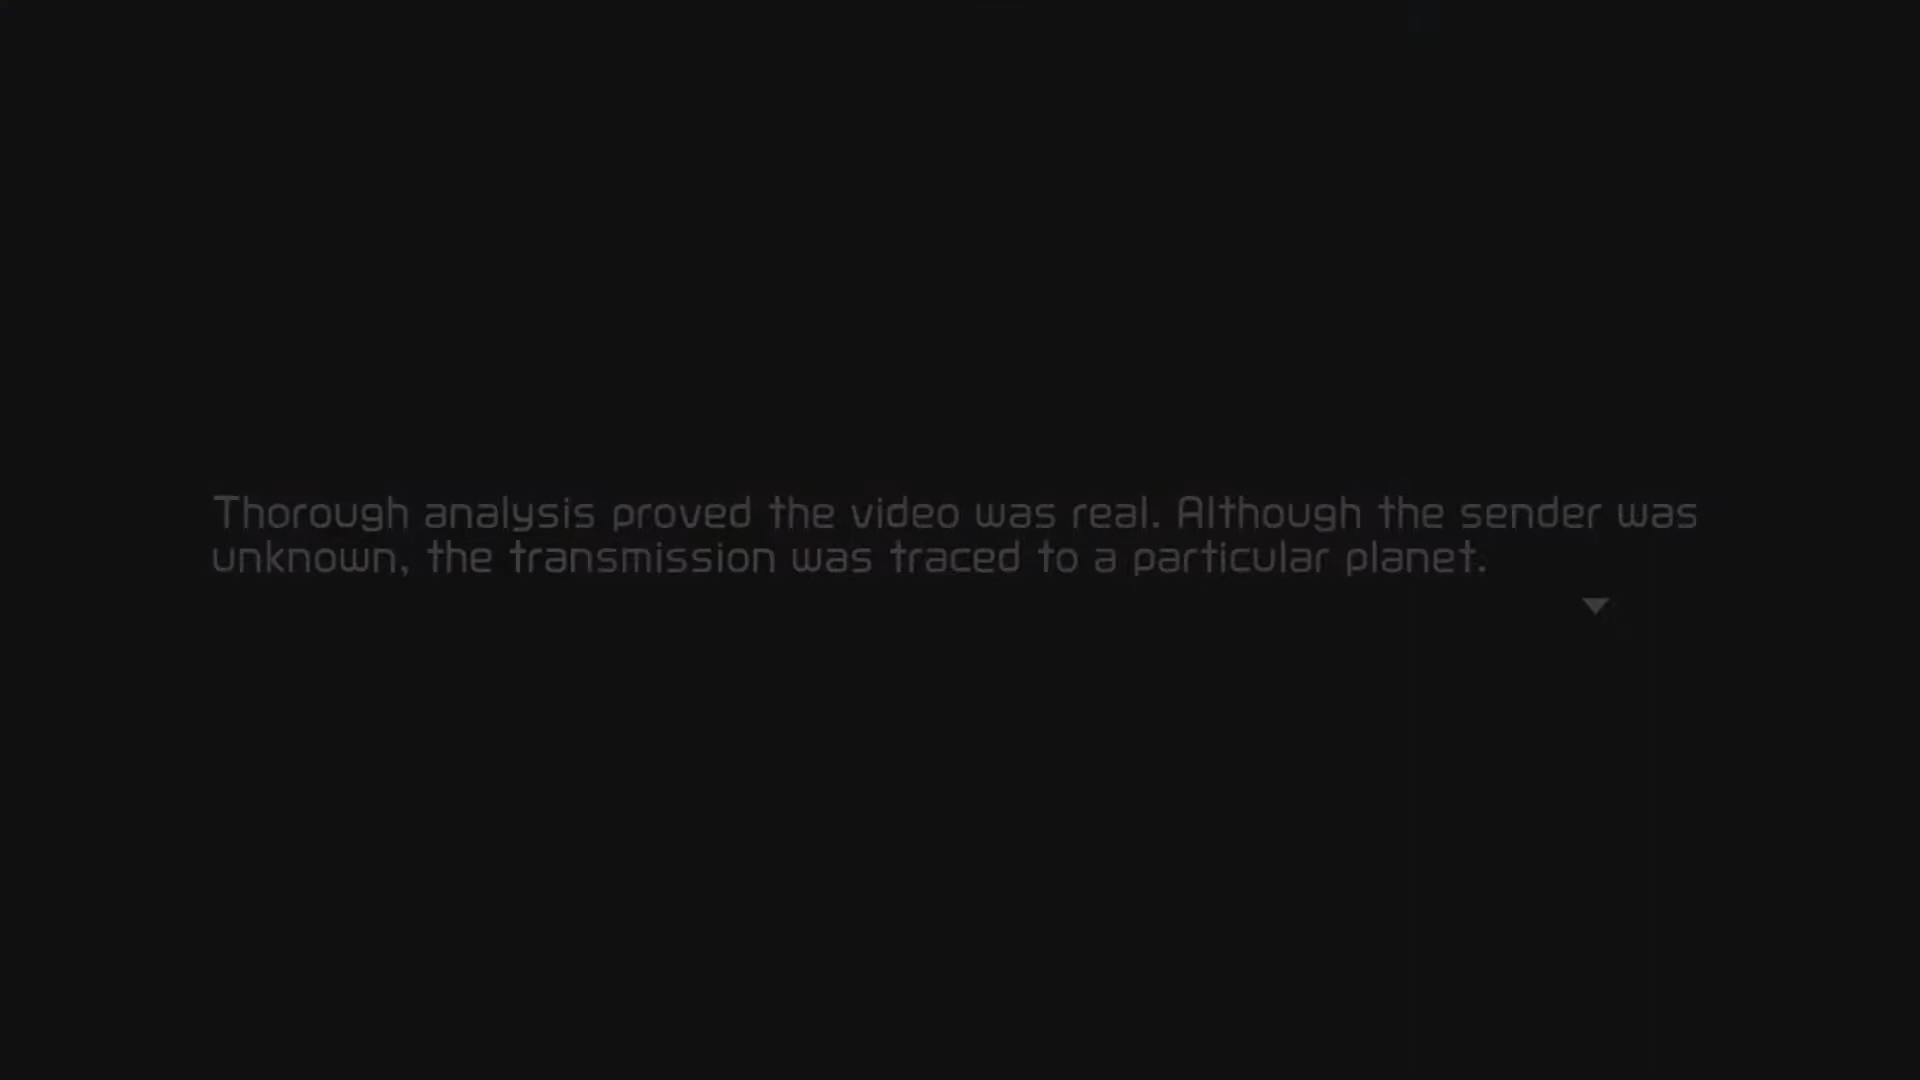 Thorough analysis proved the video was real. Although the sender was
unknown, the transmission was traced to a particular planet.